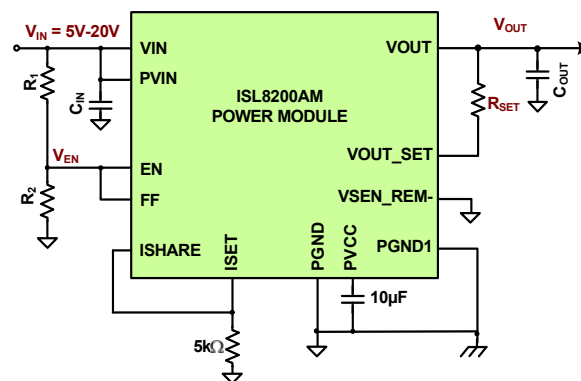 VIN = 5V-20V
VOUT
VIN
VOUT
PVIN
R1
CIN
COUT
ISL8200AM
POWER MODULE
RSET
VEN
VOUT_SET
EN
FF
R2
VSEN_REM-
ISHARE
ISET
PGND
PVCC
PGND1
10µF
5kΩ